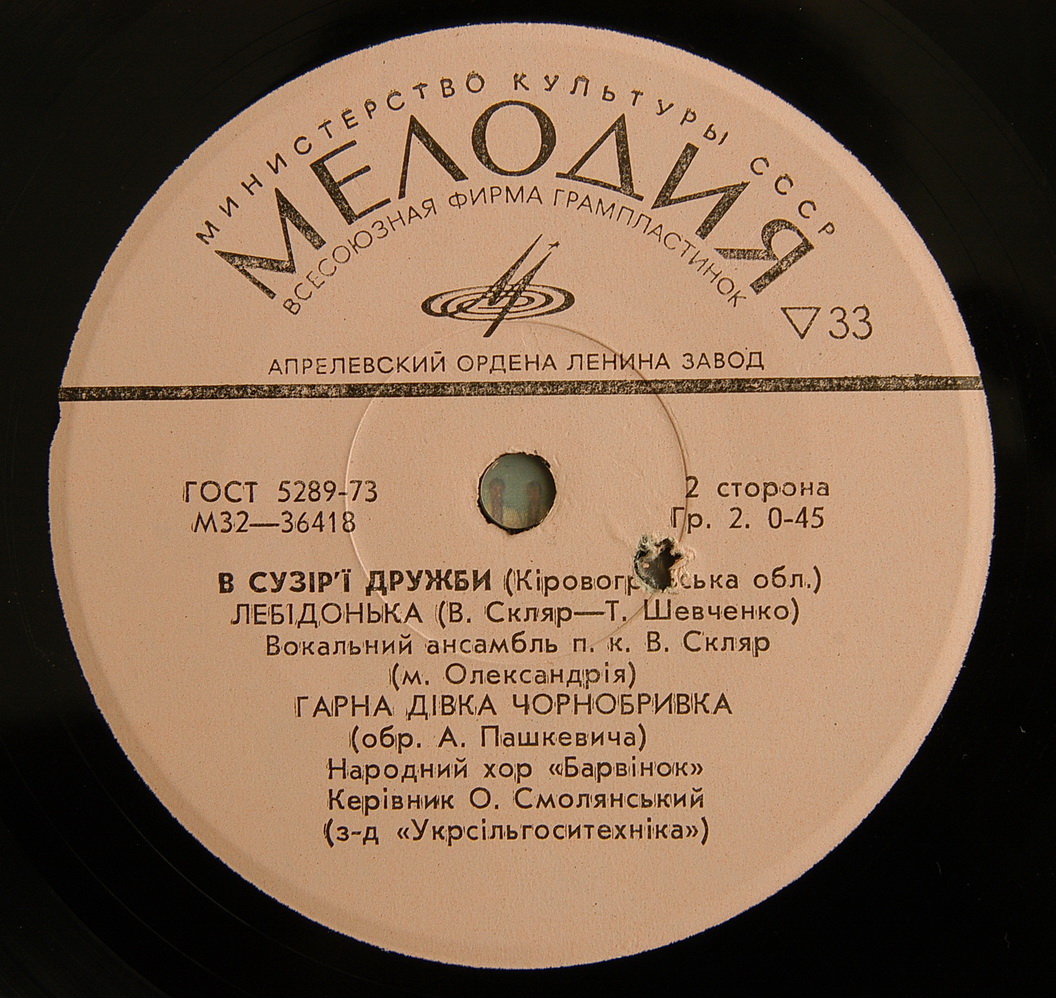 МИНИСТЕРСТВО КУЛЬТУРЫ СССР
МЕЛОДИЯ
ВСЕСОЮЗНАЯ ФИРМА ГРАМПЛАСТИНОК
▽33
АПРЕЛЕВСКИЙ ОРДЕНА ЛЕНИНА ЗАВОД
ГОСТ 5289-73
М32—36418
2 сторона
Гр. 2. 0-45
В СУЗІР'Ї ДРУЖБИ обл.)
ЛЕБІДОНЬКА (В. Скляр—Т. Шевченко)
Вокальний ансамбль п. к. В. Скляр
(м. Олександрія)
ГАРНА ДІВКА ЧОРНОБРИВКА
(обр. А. Пашкевича)
Народний хор «Барвінок»
Керівник О. Смолянський
(з-д «Укрсільгоситехніка»)